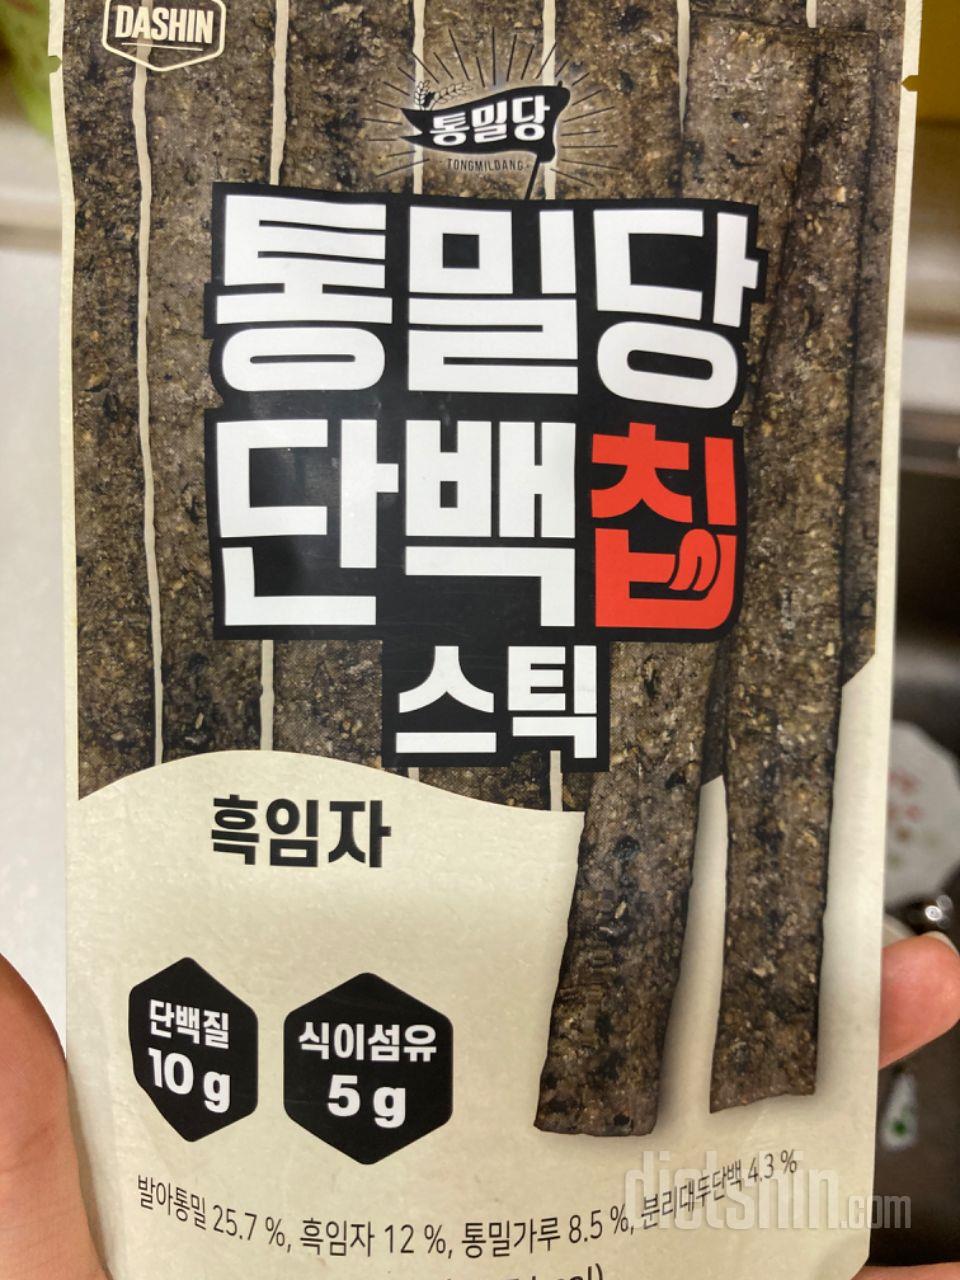 DASHIN
통밀당
TONGMILDANG
통밀당
단백칩
스틱
흑임자
단백질
10 g
식이섬유
5 g
발아통밀 25.7 %, 흑임자 12 %, 통밀가루 8.5 %, 분리대두단백 4.3 %
dietshin.com